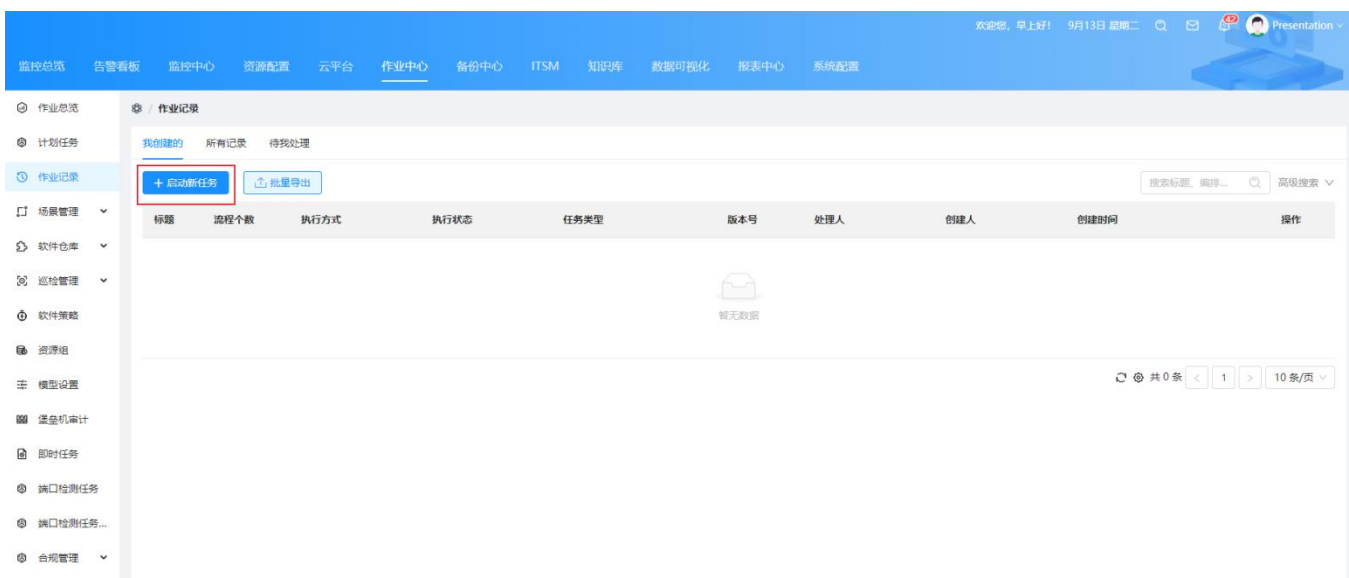 欢迎您，早上好! 9月13日 星期二 42 Presentation
监控总览 告警看板 监控中心 资源配置 云平台 作业中心 备份中心 ITSM 知识库 数据可视化 报表中心 系统配置
作业总览
计划任务
作业记录
场景管理
软件仓库
巡检管理
软件策略
资源组
模型设置
堡垒机审计
即时任务
端口检测任务
端口检测任务...
合规管理
/ 作业记录
我创建的 所有记录 待我处理
+ 启动新任务 批量导出 搜索标题、编排... 高级搜索
标题 流程个数 执行方式 执行状态 任务类型 版本号 处理人 创建人 创建时间 操作
暂无数据
共 0 条 < 1 > 10 条/页